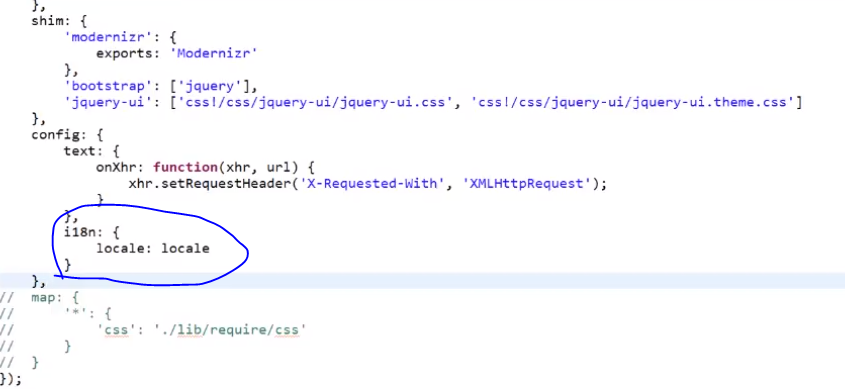 },
    shim: {
        'modernizr': {
            exports: 'Modernizr'
        },
        'bootstrap': ['jquery'],
        'jquery-ui': ['css!/css/jquery-ui/jquery-ui.css', 'css!/css/jquery-ui/jquery-ui.theme.css']
    },
    config: {
        text: {
            onXhr: function(xhr, url) {
                xhr.setRequestHeader('X-Requested-With', 'XMLHttpRequest');
            }
        },
        i18n: {
            locale: locale
        }
    },
//  map: {
//      '*': {
//          'css': './lib/require/css'
//      }
//  }
});